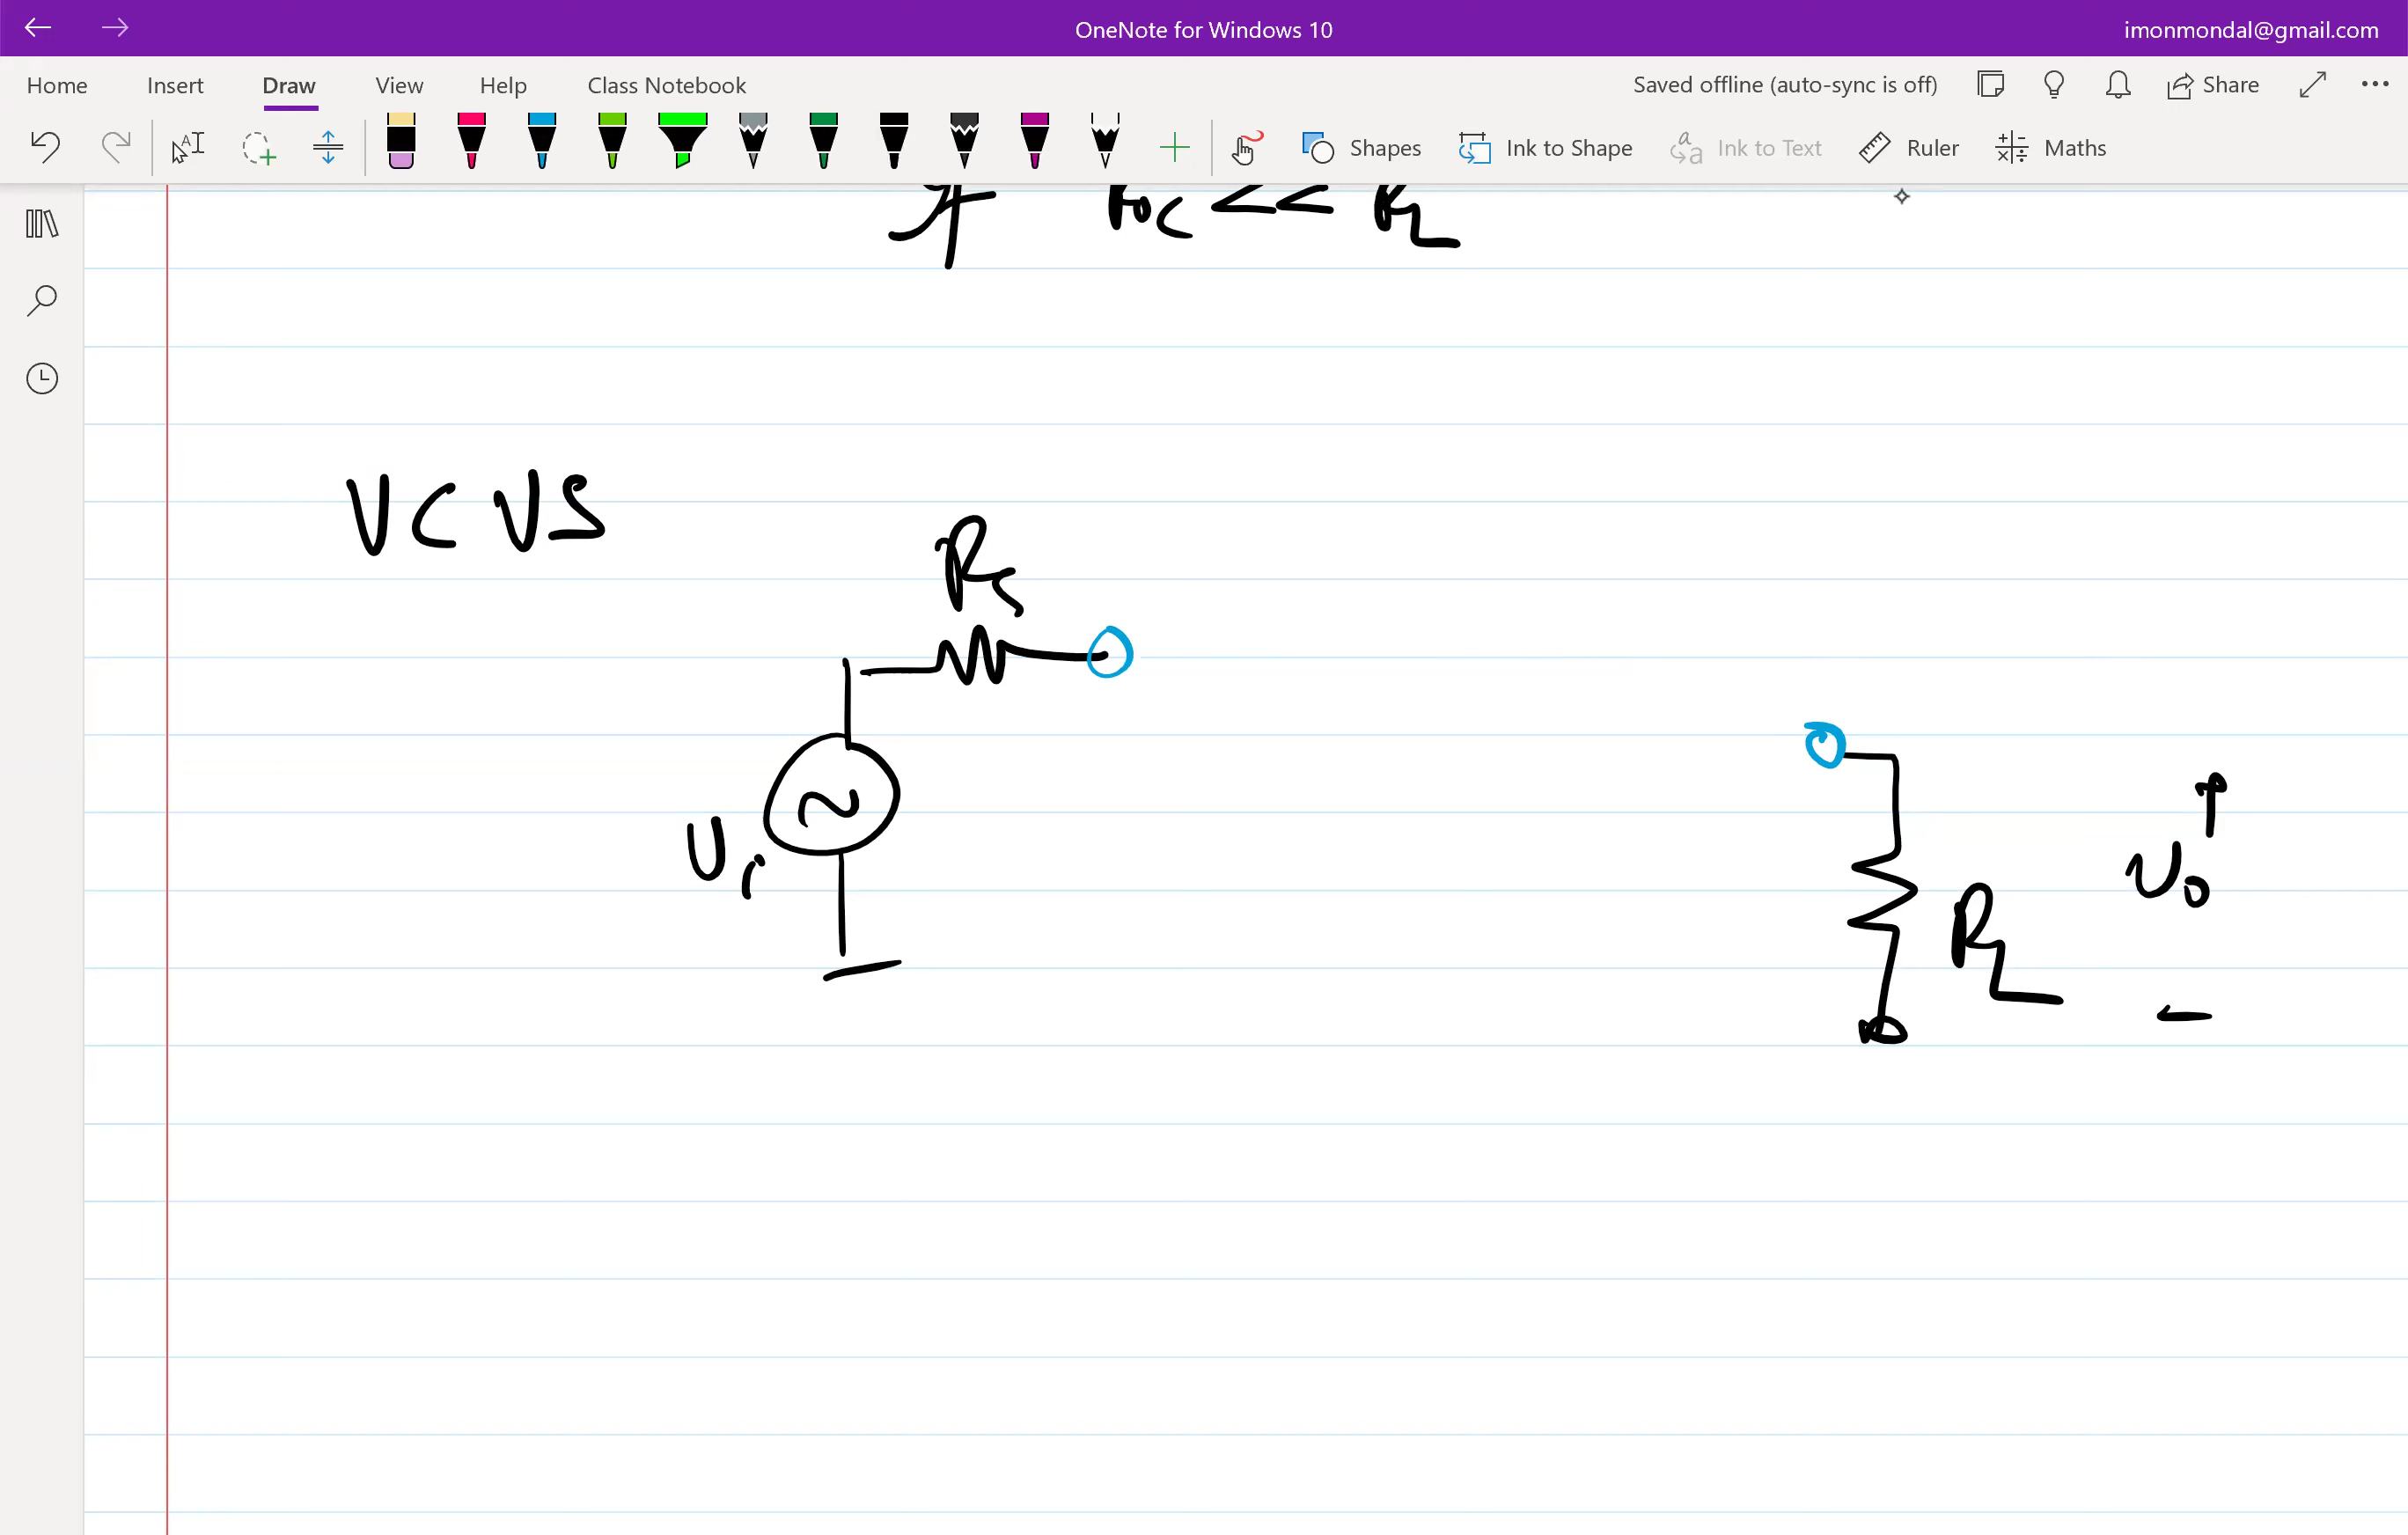 OneNote for Windows 10
imonmondal@gmail.com
Home Insert Draw View Help Class Notebook
Saved offline (auto-sync is off) Share
Shapes Ink to Shape Ink to Text Ruler Maths
If << RL
VCVS
Rs
Vi
RL
vo